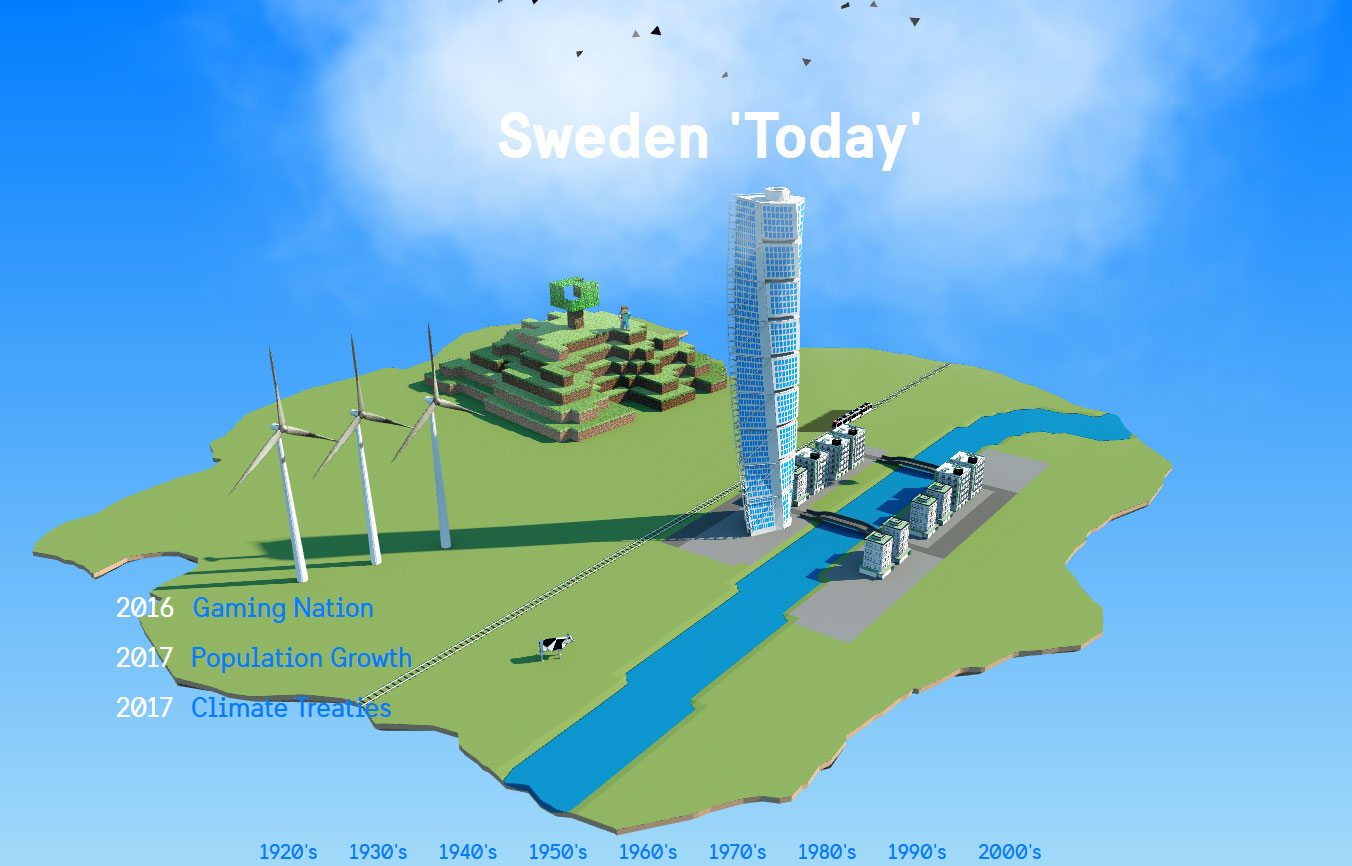 Sweden 'Today'
2016 Gaming Nation
2017 Population Growth
2017 Climate Treaties
1920's 1930's 1940's 1950's 1960's 1970's 1980's 1990's 2000's